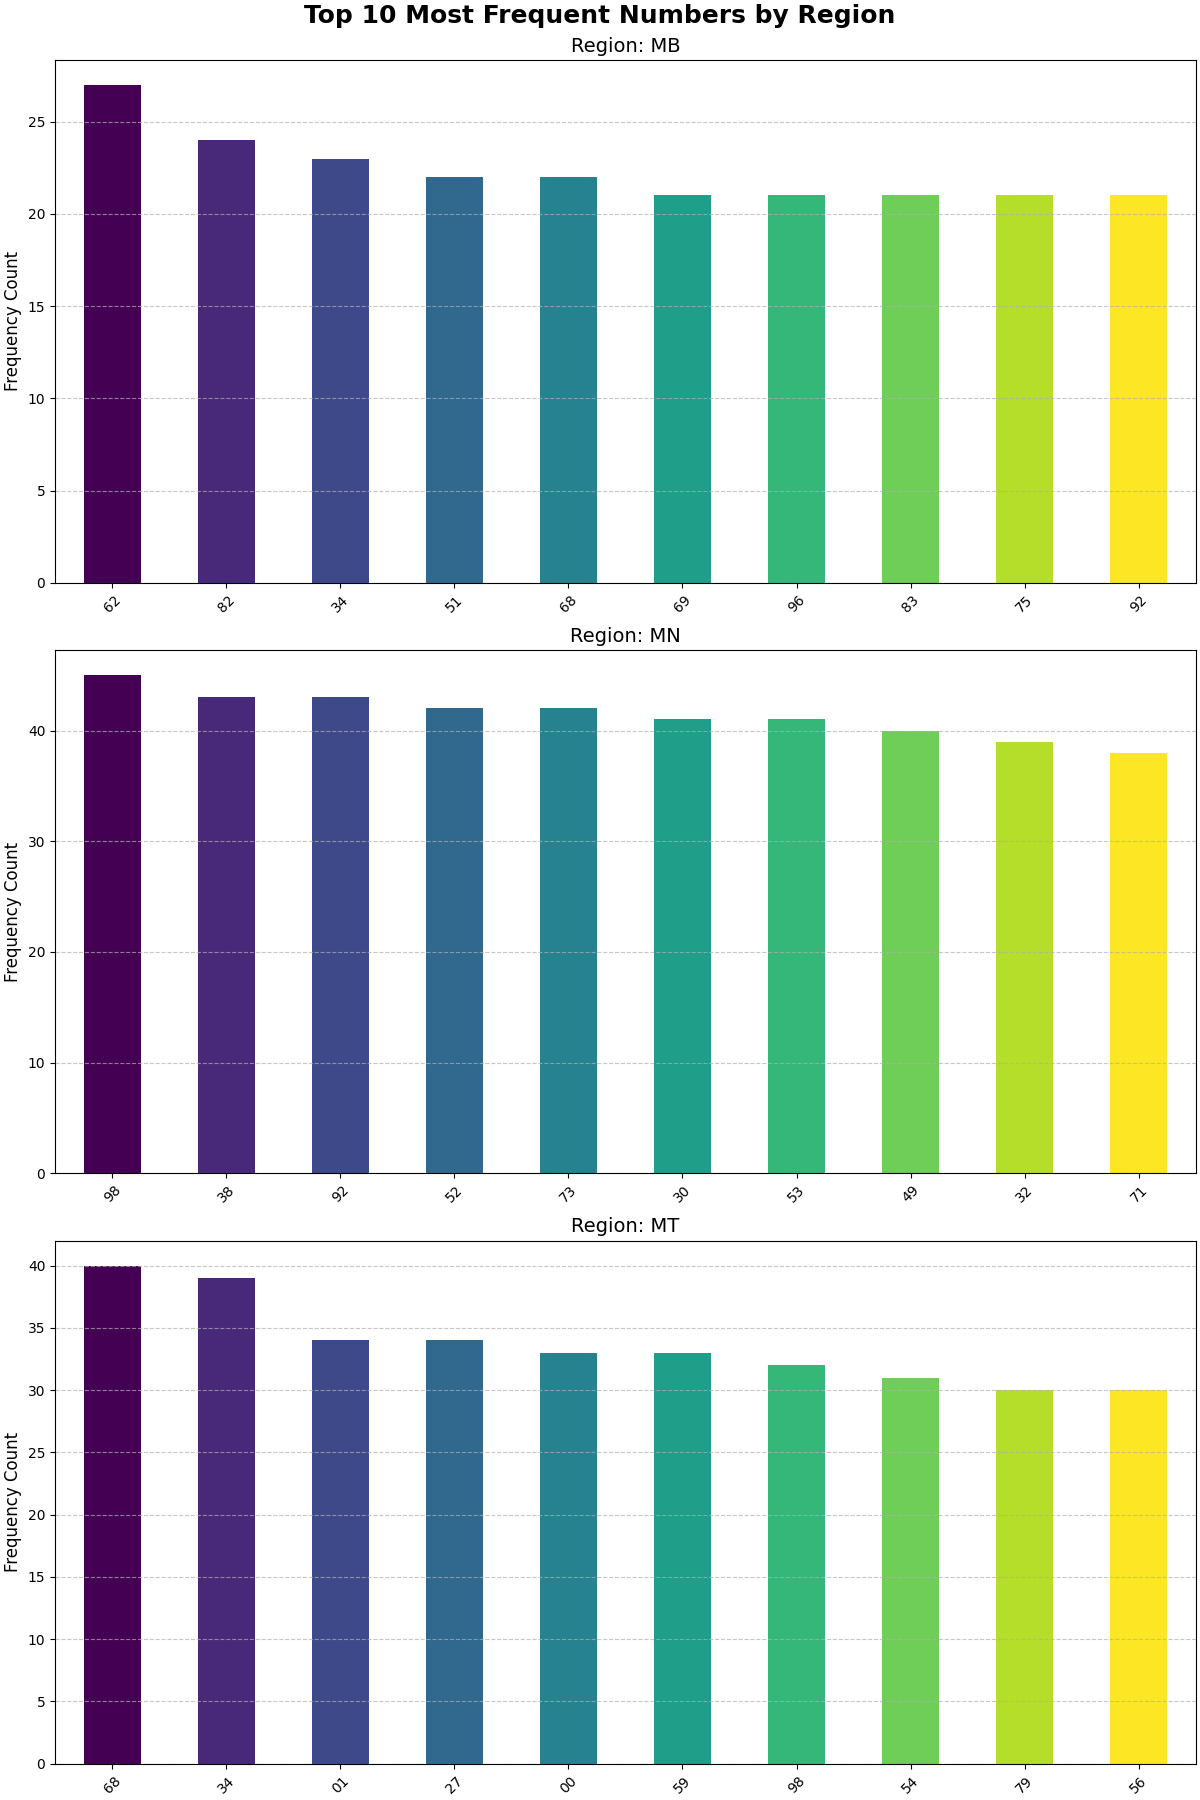 Top 10 Most Frequent Numbers by Region
Region: MB
Frequency Count
25
20
15
10
5
0
62 82 34 51 68 69 96 83 75 92
Region: MN
Frequency Count
40
30
20
10
0
98 38 92 52 73 30 53 49 32 71
Region: MT
Frequency Count
40
35
30
25
20
15
10
5
0
68 34 01 27 00 59 98 54 79 56